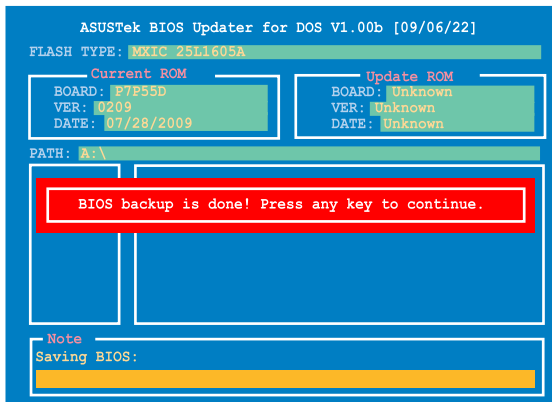 ASUSTek BIOS Updater for DOS V1.00b [09/06/22]
FLASH TYPE: MXIC 25L1605A
Current ROM
BOARD: P7P55D
VER: 0209
DATE: 07/28/2009
Update ROM
BOARD: Unknown
VER: Unknown
DATE: Unknown
PATH: A:\
BIOS backup is done! Press any key to continue.
Note
Saving BIOS: